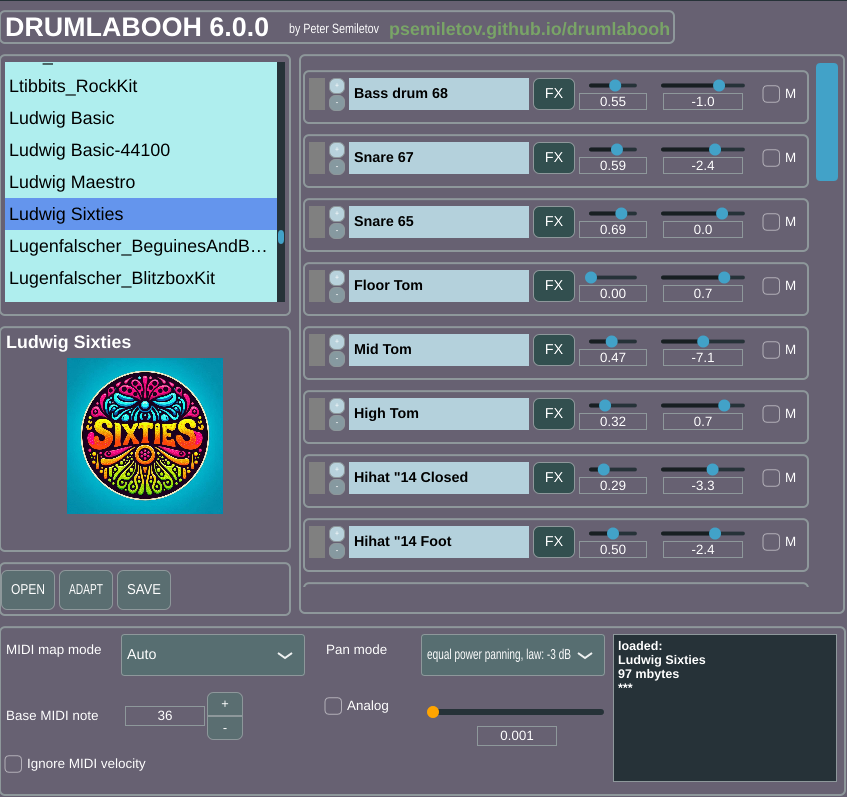 DRUMLABOOH 6.0.0 by Peter Semiletov psemiletov.github.io/drumlabooh
Ltibbits_RockKit
Ludwig Basic
Ludwig Basic-44100
Ludwig Maestro
Ludwig Sixties
Lugenfalscher_BeguinesAndB...
Lugenfalscher_BlitzboxKit
Ludwig Sixties
SIXTIES
OPEN ADAPT SAVE
+
-
Bass drum 68 FX 0.55 -1.0 M
+
-
Snare 67 FX 0.59 -2.4 M
+
-
Snare 65 FX 0.69 0.0 M
+
-
Floor Tom FX 0.00 0.7 M
+
-
Mid Tom FX 0.47 -7.1 M
+
-
High Tom FX 0.32 0.7 M
+
-
Hihat "14 Closed FX 0.29 -3.3 M
+
-
Hihat "14 Foot FX 0.50 -2.4 M
MIDI map mode Auto
Base MIDI note 36 + -
Ignore MIDI velocity
Pan mode equal power panning, law: -3 dB
Analog
0.001
loaded:
Ludwig Sixties
97 mbytes
***